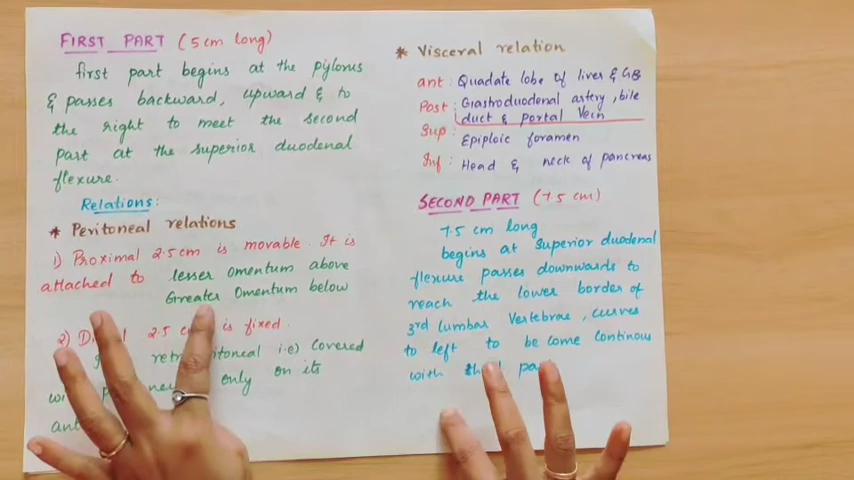 FIRST PART (5 cm long)
first part begins at the pylorus
& passes backward, upward & to
the right to meet the second
part at the superior duodenal
flexure.
Relations:
* Peritoneal relations
1) Proximal 2.5 cm is movable. It is
attached to lesser omentum above
Greater Omentum below
2) 2.5 is fixed.
i.e) Covered
only on its
* Visceral relation
ant: Quadate lobe of liver & GB
Post: Grastroduodenal artery, bile
duct & portal Vein
Sup: Epiploic foramen
Inf: Head & neck of pancreas
SECOND PART (7.5 cm)
7.5 cm long
begins at superior duodenal
flexure passes downwards to
reach the lower border of
3rd lumbar Vertebrae, curves
to left to be come Continous
with